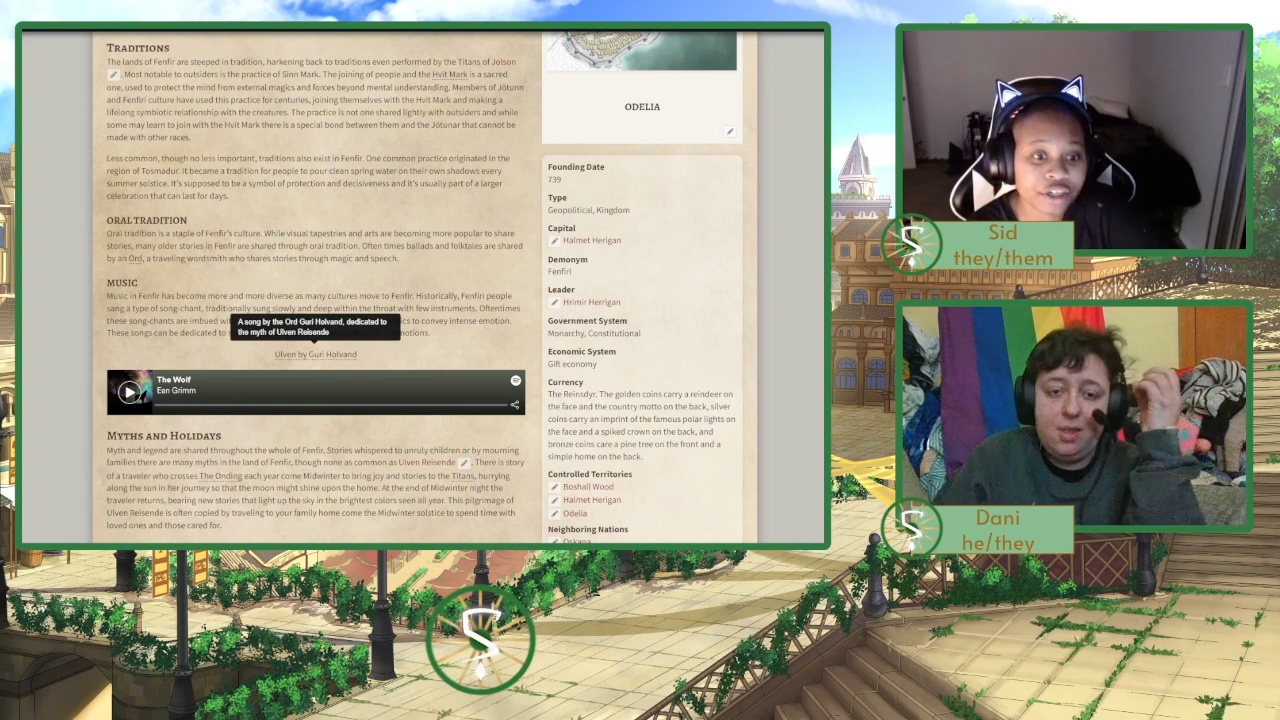 Traditions
The lands of Fenfir are steeped in tradition, harkening back to traditions even performed by the Titans of Jolson
. Most notable to outsiders is the practice of Sinn Mark. The joining of people and the Hvit Mark is a sacred
one, used to protect the mind from external magics and forces beyond mental understanding. Members of Jötunn
and Fenfiri culture have used this practice for centuries, joining themselves with the Hvit Mark and making a
lifelong symbiotic relationship with the creatures. The practice is not one shared lightly with outsiders and while
some may learn to join with the Hvit Mark there is a special bond between them and the Jötunar that cannot be
made with other races.
Less common, though no less important, traditions also exist in Fenfir. One common practice originated In the
region of Tosmadur. It became a tradition for people to pour clean spring water on their own shadows every
summer solstice. It's supposed to be a symbol of protection and decisiveness and it's usually part of a larger
celebration that can last for days.
ORAL TRADITION
Oral tradition is a staple of Fenfir's culture. While visual tapestries and arts are becoming more popular to share
stories, many older stories in Fenfir are shared through oral tradition. Often times ballads and folktales are shared
by an Ord, a traveling wordsmith who shares stories through magic and speech.
MUSIC
Music in Fenfir has become more and more diverse as many cultures move to Fenfir. Historically, Fenfiri people
sang a type of song-chant, traditionally sung slowly and deep within the throat with few instruments. Oftentimes
these song-chants are imbued wit
cs to convey intense emotion.
These songs can be dedicated to
notions.
A song by the Ord Guri Holvand, dedicated to
the myth of Ulven Reisende
Ulven by Guri Holvand
The Wolf
Ean Grimm
Myths and Holidays
Myth and legend are shared throughout the whole of Fenfir. Stories whispered to unruly children or by mourning
families there are many myths in the land of Fenfir, though none as common as Ulven Reisende . There is story
of a traveler who crosses The Onding each year come Midwinter to bring joy and stories to the Titans, hurrying
along the sun in her journey so that the moon might shine upon the home. At the end of Midwinter night the
traveler returns, bearing new stories that light up the sky in the brightest colors seen all year. This pilgrimage of
Ulven Reisende is often copied by traveling to your family home come the Midwinter solstice to spend time with
loved ones and those cared for.
ODELIA
Founding Date
739
Type
Geopolitical, Kingdom
Capital
Halmet Herigan
Demonym
Fenfiri
Leader
Hrimir Herrigan
Government System
Monarchy, Constitutional
Economic System
Gift economy
Currency
The Reinsdyr. The golden coins carry a reindeer on
the face and the country motto on the back, silver
coins carry an imprint of the famous polar lights on
the face and a spiked crown on the back, and
bronze coins care a pine tree on the front and a
simple home on the back.
Controlled Territories
Boshall Wood
Halmet Herigan
Odelia
Neighboring Nations
Oskana
Sid
they/them
Dani
he/they